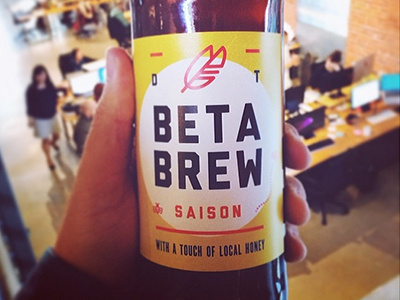 D T
BETA
BREW
SAISON
WITH A TOUCH OF LOCAL HONEY